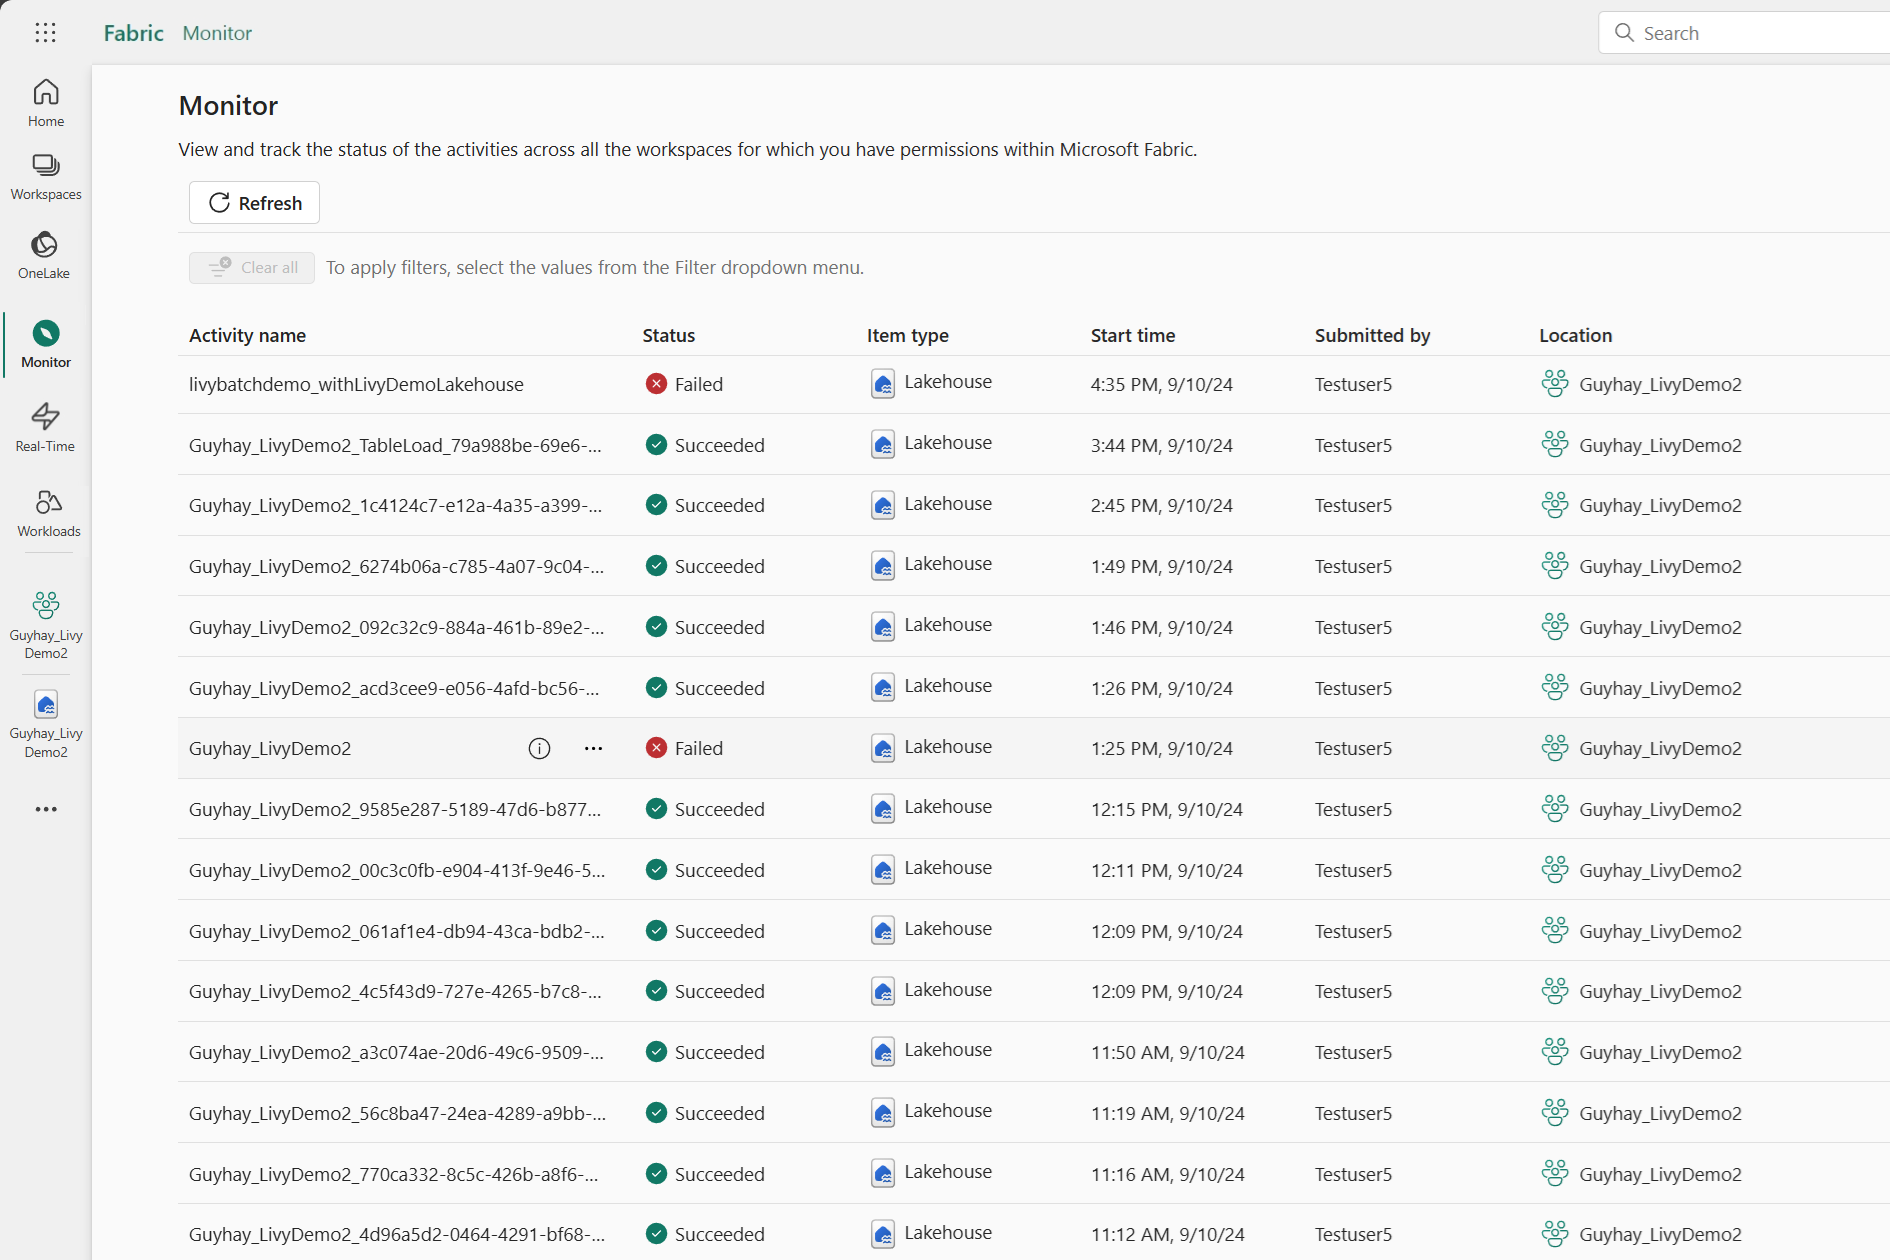 Fabric Monitor Search
Home
Workspaces
OneLake
Monitor
Real-Time
Workloads
Guyhay_Livy
Demo2
Guyhay_Livy
Demo2
Monitor
View and track the status of the activities across all the workspaces for which you have permissions within Microsoft Fabric.
Refresh
Clear all To apply filters, select the values from the Filter dropdown menu.
Activity name Status Item type Start time Submitted by Location
livybatchdemo_withLivyDemoLakehouse Failed Lakehouse 4:35 PM, 9/10/24 Testuser5 Guyhay_LivyDemo2
Guyhay_LivyDemo2_TableLoad_79a988be-69e6-... Succeeded Lakehouse 3:44 PM, 9/10/24 Testuser5 Guyhay_LivyDemo2
Guyhay_LivyDemo2_1c4124c7-e12a-4a35-a399-... Succeeded Lakehouse 2:45 PM, 9/10/24 Testuser5 Guyhay_LivyDemo2
Guyhay_LivyDemo2_6274b06a-c785-4a07-9c04-... Succeeded Lakehouse 1:49 PM, 9/10/24 Testuser5 Guyhay_LivyDemo2
Guyhay_LivyDemo2_092c32c9-884a-461b-89e2-... Succeeded Lakehouse 1:46 PM, 9/10/24 Testuser5 Guyhay_LivyDemo2
Guyhay_LivyDemo2_acd3cee9-e056-4afd-bc56-... Succeeded Lakehouse 1:26 PM, 9/10/24 Testuser5 Guyhay_LivyDemo2
Guyhay_LivyDemo2 Failed Lakehouse 1:25 PM, 9/10/24 Testuser5 Guyhay_LivyDemo2
Guyhay_LivyDemo2_9585e287-5189-47d6-b877... Succeeded Lakehouse 12:15 PM, 9/10/24 Testuser5 Guyhay_LivyDemo2
Guyhay_LivyDemo2_00c3c0fb-e904-413f-9e46-5... Succeeded Lakehouse 12:11 PM, 9/10/24 Testuser5 Guyhay_LivyDemo2
Guyhay_LivyDemo2_061af1e4-db94-43ca-bdb2-... Succeeded Lakehouse 12:09 PM, 9/10/24 Testuser5 Guyhay_LivyDemo2
Guyhay_LivyDemo2_4c5f43d9-727e-4265-b7c8-... Succeeded Lakehouse 12:09 PM, 9/10/24 Testuser5 Guyhay_LivyDemo2
Guyhay_LivyDemo2_a3c074ae-20d6-49c6-9509-... Succeeded Lakehouse 11:50 AM, 9/10/24 Testuser5 Guyhay_LivyDemo2
Guyhay_LivyDemo2_56c8ba47-24ea-4289-a9bb-... Succeeded Lakehouse 11:19 AM, 9/10/24 Testuser5 Guyhay_LivyDemo2
Guyhay_LivyDemo2_770ca332-8c5c-426b-a8f6-... Succeeded Lakehouse 11:16 AM, 9/10/24 Testuser5 Guyhay_LivyDemo2
Guyhay_LivyDemo2_4d96a5d2-0464-4291-bf68-... Succeeded Lakehouse 11:12 AM, 9/10/24 Testuser5 Guyhay_LivyDemo2